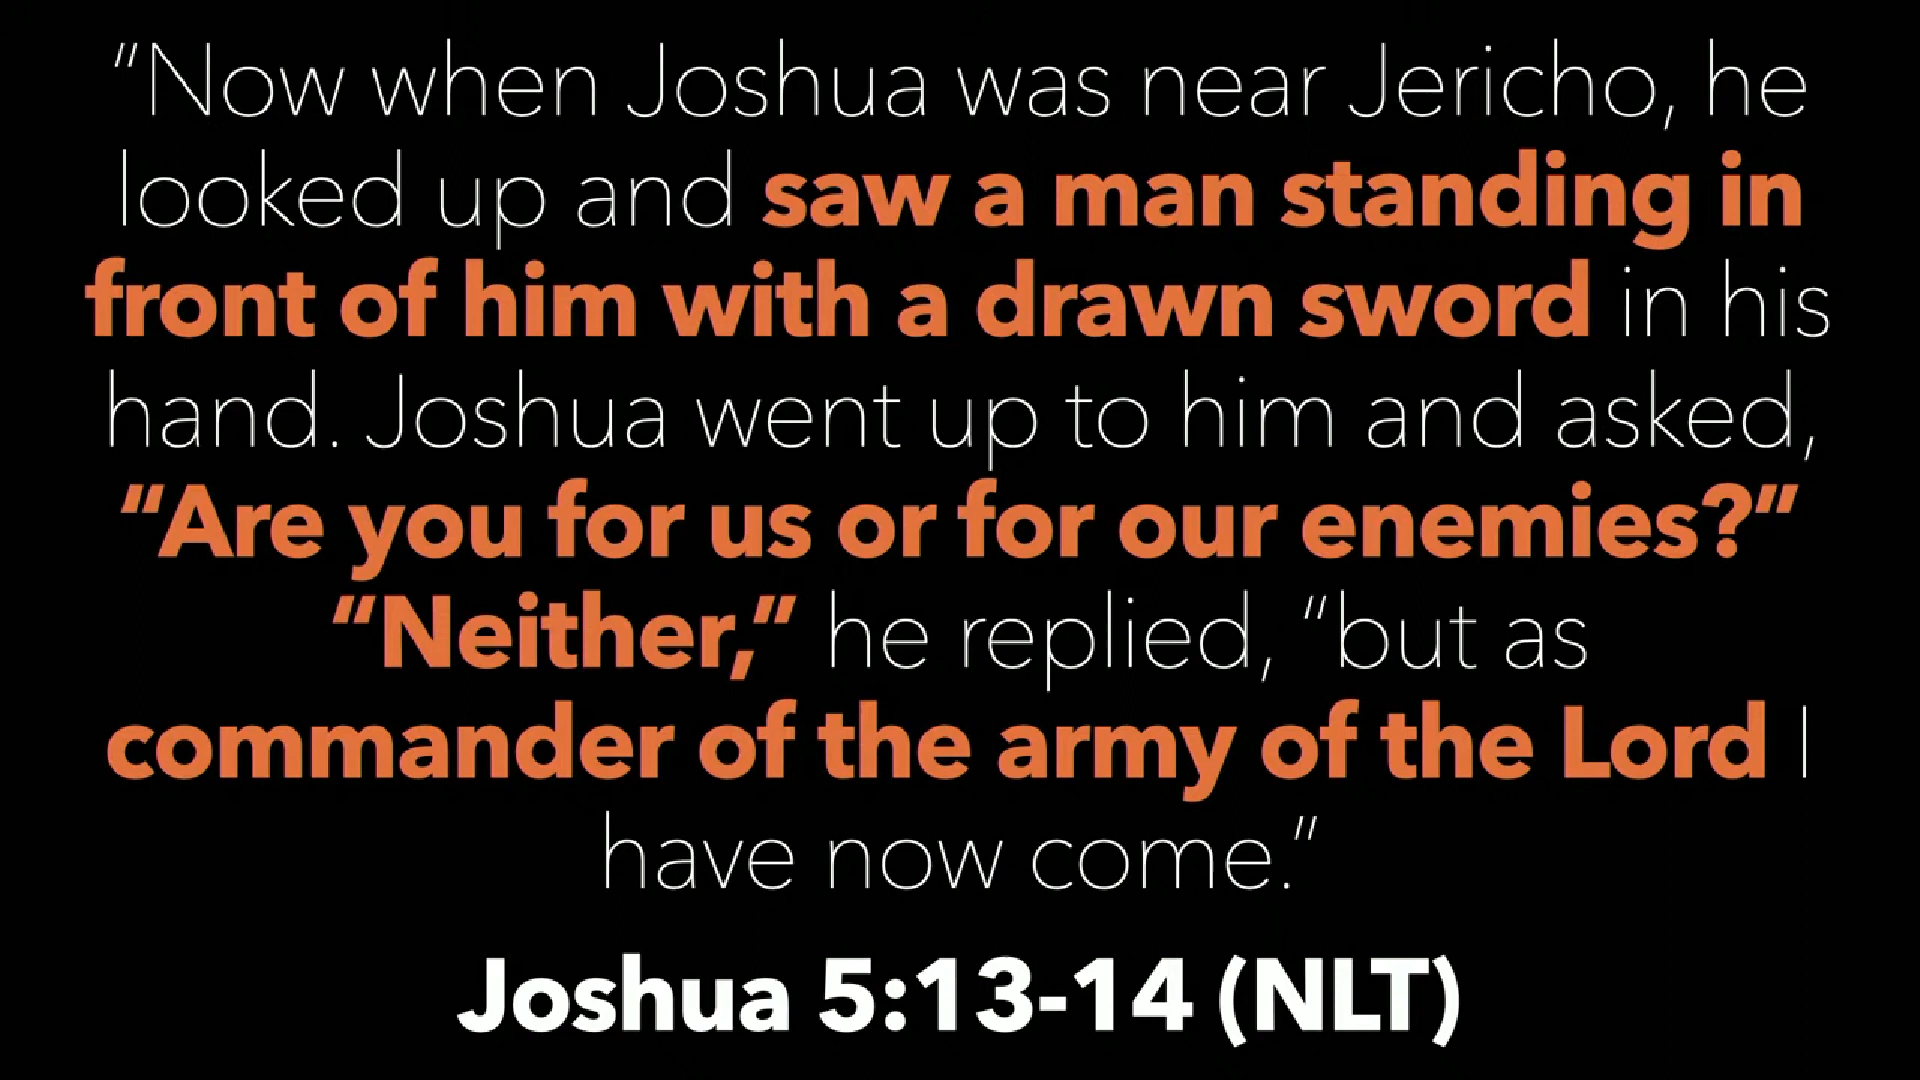 “Now when Joshua was near Jericho, he
looked up and saw a man standing in
front of him with a drawn sword in his
hand. Joshua went up to him and asked,
“Are you for us or for our enemies?”
“Neither,” he replied, “but as
commander of the army of the Lord I
have now come.”
Joshua 5:13-14 (NLT)